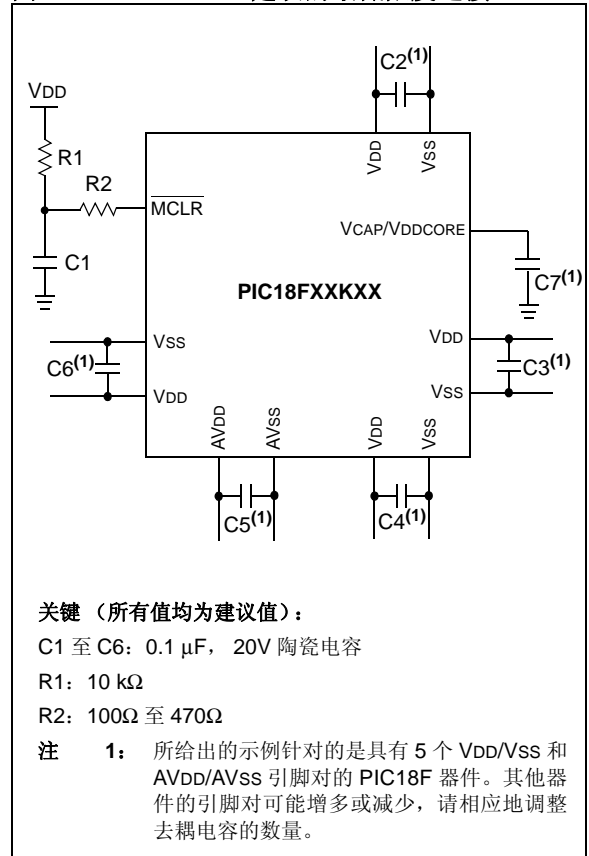 C2(1)
VDD
R1
R2
VDD
VSS
MCLR
VCAP/VDDCORE
C1
C7(1)
PIC18FXXKXX
VSS
VDD
C6(1)
C3(1)
VDD
VSS
AVDD
AVSS
VDD
VSS
C5(1)
C4(1)
关键 （所有值均为建议值）：
C1 至 C6：0.1 μF， 20V 陶瓷电容
R1：10 kΩ
R2：100Ω 至 470Ω
注 1： 所给出的示例针对的是具有 5 个 VDD/VSS 和
AVDD/AVSS 引脚对的 PIC18F 器件。其他器
件的引脚对可能增多或减少，请相应地调整
去耦电容的数量。